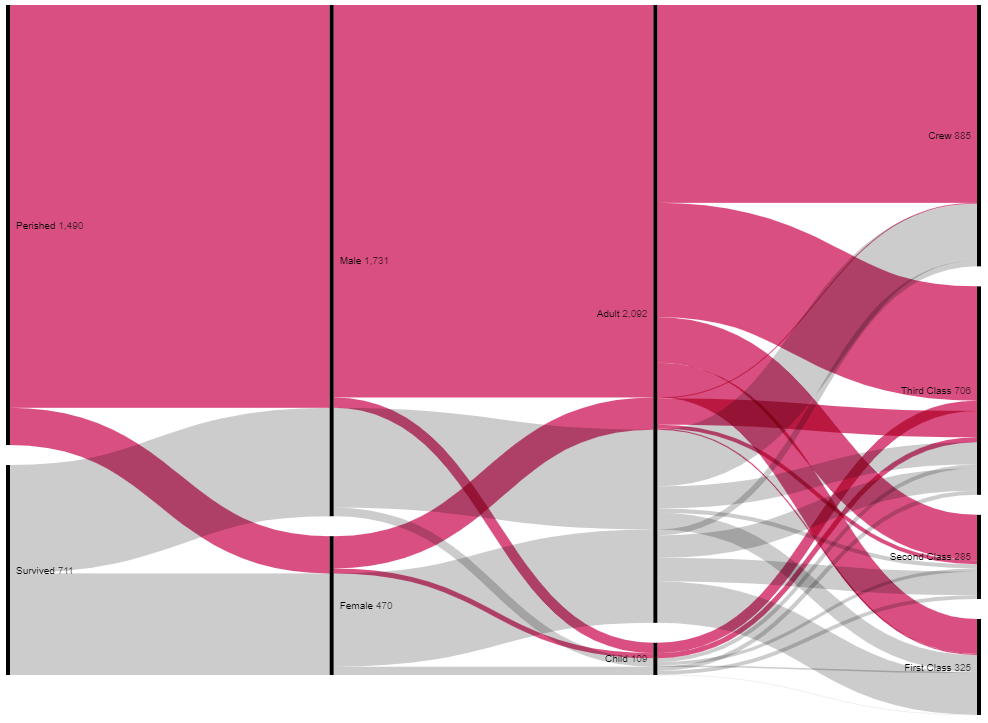 Perished 1,490
Survived 711
Male 1,731
Female 470
Adult 2,092
Child 109
Crew 885
Third Class 706
Second Class 285
First Class 325